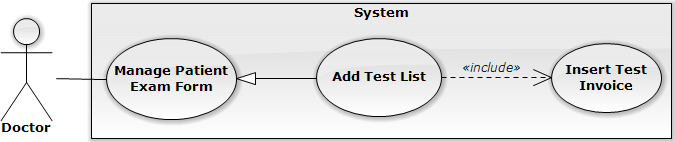 System
Manage Patient
Exam Form
Add Test List
«include»
Insert Test
Invoice
Doctor